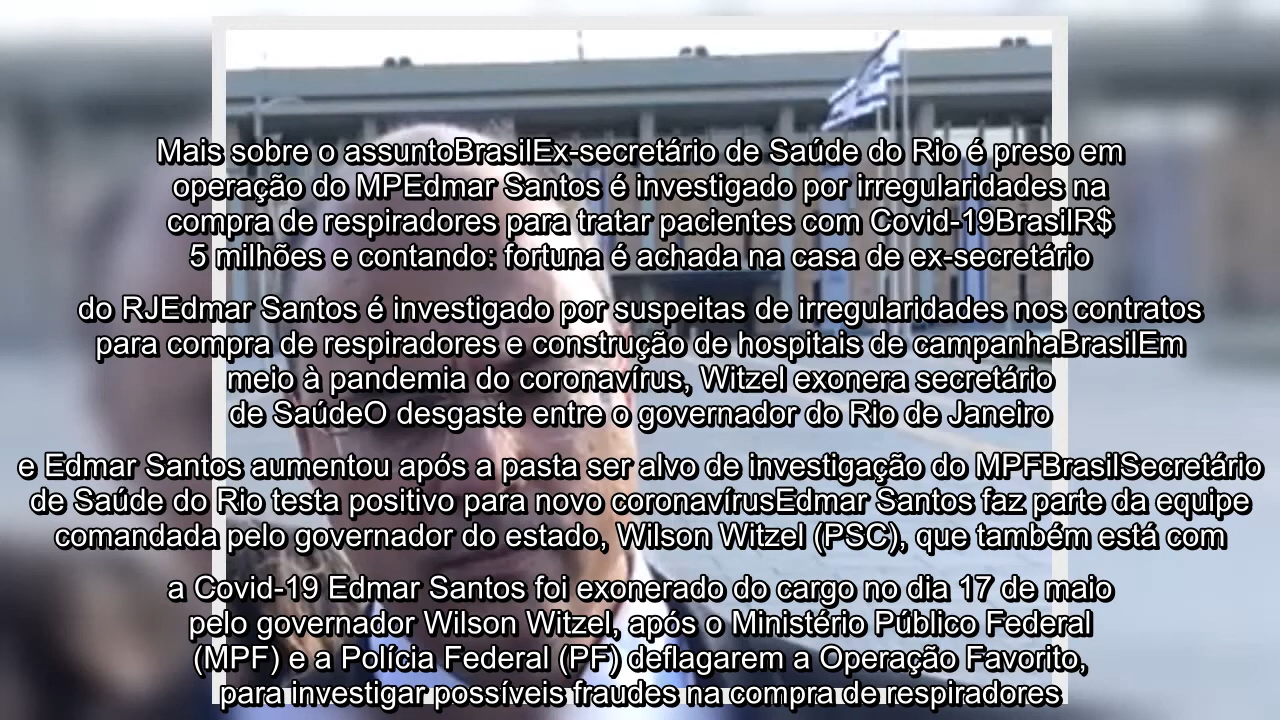 Mais sobre o assuntoBrasilEx-secretário de Saúde do Rio é preso em
operação do MPEdmar Santos é investigado por irregularidades na
compra de respiradores para tratar pacientes com Covid-19BrasilR$
5 milhões e contando: fortuna é achada na casa de ex-secretário
do RJEdmar Santos é investigado por suspeitas de irregularidades nos contratos
para compra de respiradores e construção de hospitais de campanhaBrasilEm
meio à pandemia do coronavírus, Witzel exonera secretário
de SaúdeO desgaste entre o governador do Rio de Janeiro
e Edmar Santos aumentou após a pasta ser alvo de investigação do MPFBrasilSecretário
de Saúde do Rio testa positivo para novo coronavírusEdmar Santos faz parte da equipe
comandada pelo governador do estado, Wilson Witzel (PSC), que também está com
a Covid-19 Edmar Santos foi exonerado do cargo no dia 17 de maio
pelo governador Wilson Witzel, após o Ministério Público Federal
(MPF) e a Polícia Federal (PF) deflagarem a Operação Favorito,
para investigar possíveis fraudes na compra de respiradores